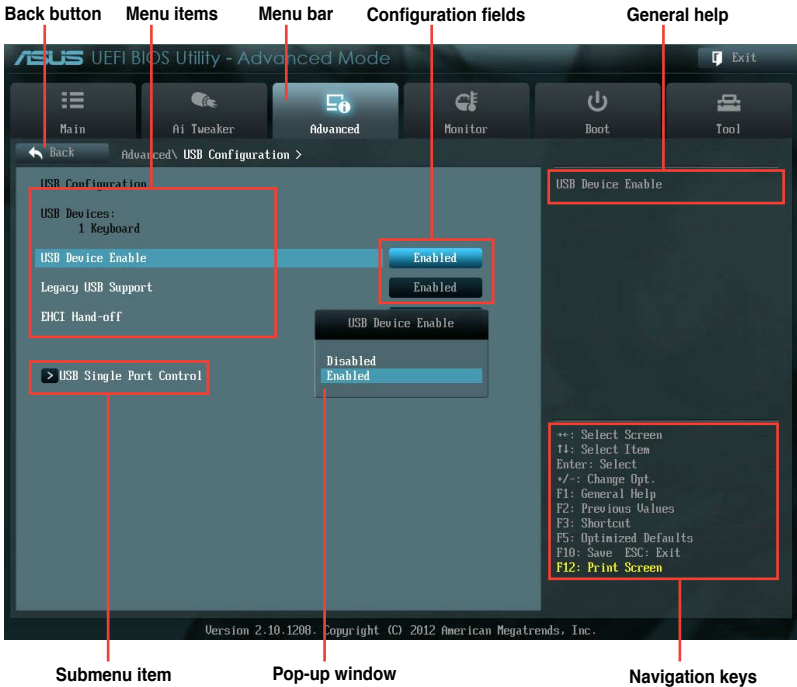 Back button Menu items Menu bar Configuration fields General help
ASUS UEFI BIOS Utility - Advanced Mode Exit
Main Ai Tweaker Advanced Monitor Boot Tool
Back Advanced\ USB Configuration >
USB Configuration
USB Devices:
1 Keyboard
USB Device Enable Enabled
Legacy USB Support Enabled
EHCI Hand-off
USB Device Enable
Disabled
Enabled
> USB Single Port Control
USB Device Enable
→←: Select Screen
↑↓: Select Item
Enter: Select
+/-: Change Opt.
F1: General Help
F2: Previous Values
F3: Shortcut
F5: Optimized Defaults
F10: Save ESC: Exit
F12: Print Screen
Version 2.10.1208. Copyright (C) 2012 American Megatrends, Inc.
Submenu item Pop-up window Navigation keys